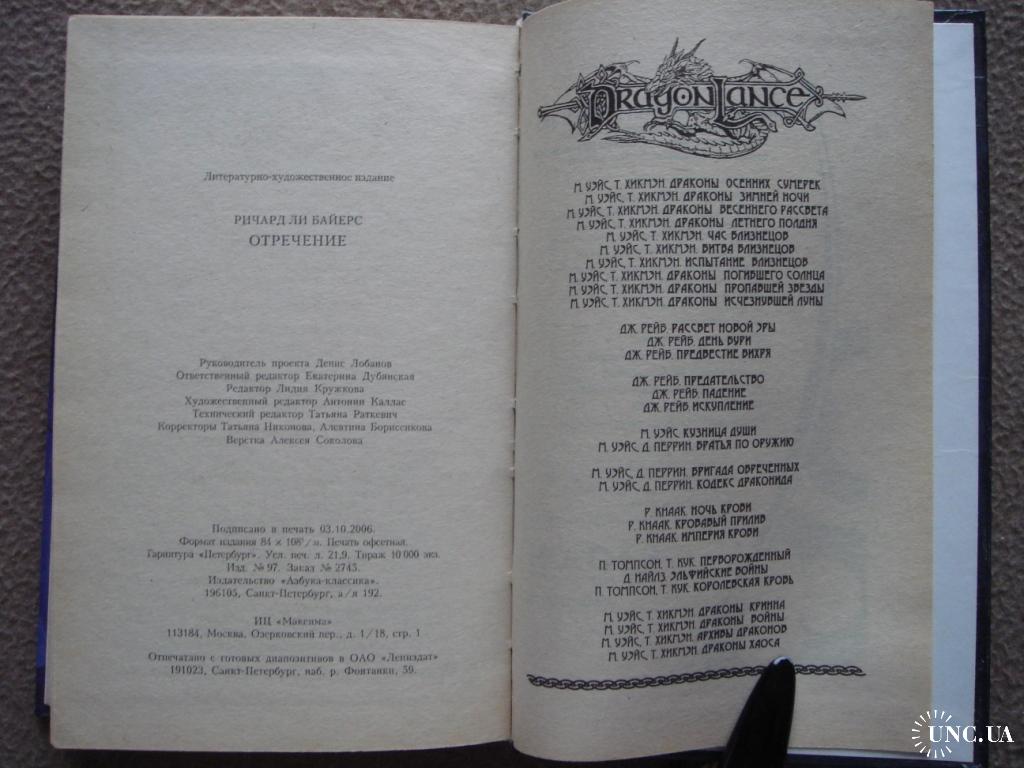 Литературно-художественное издание
РИЧАРД ЛИ БАЙЕРС
ОТРЕЧЕНИЕ
Руководитель проекта Денис Лобанов
Ответственный редактор Екатерина Дубянская
Редактор Лидия Кружкова
Художественный редактор Антонин Каллас
Технический редактор Татьяна Раткевич
Корректоры Татьяна Никонова, Алевтина Борисенкова
Верстка Алексея Соколова
Подписано в печать 03.10.2006.
Формат издания 84 × 108¹/₃₂. Печать офсетная.
Гарнитура «Петербург». Усл. печ. л. 21,9. Тираж 10 000 экз.
Изд. № 97. Заказ № 2743.
Издательство «Азбука-классика».
196105, Санкт-Петербург, а/я 192.
ИЦ «Максима»
113184, Москва, Озерковский пер., д. 1/18, стр. 1
Отпечатано с готовых диапозитивов в ОАО «Лениздат»
191023, Санкт-Петербург, наб. р. Фонтанки, 59.
DRAGONLANCE
М. УЭЙС, Т. ХИКМЭН. ДРАКОНЫ ОСЕННИХ СУМЕРЕК
М. УЭЙС, Т. ХИКМЭН. ДРАКОНЫ ЗИМНЕЙ НОЧИ
М. УЭЙС, Т. ХИКМЭН. ДРАКОНЫ ВЕСЕННЕГО РАССВЕТА
М. УЭЙС, Т. ХИКМЭН. ДРАКОНЫ ЛЕТНЕГО ПОЛДНЯ
М. УЭЙС, Т. ХИКМЭН. ЧАС БЛИЗНЕЦОВ
М. УЭЙС, Т. ХИКМЭН. БИТВА БЛИЗНЕЦОВ
М. УЭЙС, Т. ХИКМЭН. ИСПЫТАНИЕ БЛИЗНЕЦОВ
М. УЭЙС, Т. ХИКМЭН. ДРАКОНЫ ПОГИБШЕГО СОЛНЦА
М. УЭЙС, Т. ХИКМЭН. ДРАКОНЫ ПРОПАВШЕЙ ЗВЕЗДЫ
М. УЭЙС, Т. ХИКМЭН. ДРАКОНЫ ИСЧЕЗНУВШЕЙ ЛУНЫ
ДЖ. РЕЙБ. РАССВЕТ НОВОЙ ЭРЫ
ДЖ. РЕЙБ. ДЕНЬ БУРИ
ДЖ. РЕЙБ. ПРЕДВЕСТИЕ ВИХРЯ
ДЖ. РЕЙБ. ПРЕДАТЕЛЬСТВО
ДЖ. РЕЙБ. ПАДЕНИЕ
ДЖ. РЕЙБ. ИСКУПЛЕНИЕ
М. УЭЙС. КУЗНИЦА ДУШИ
М. УЭЙС, Д. ПЕРРИН. БРАТЬЯ ПО ОРУЖИЮ
М. УЭЙС, Д. ПЕРРИН. БРИГАДА ОБРЕЧЕННЫХ
М. УЭЙС, Д. ПЕРРИН. КОДЕКС ДРАКОНИДА
Р. КНААК. НОЧЬ КРОВИ
Р. КНААК. КРОВАВЫЙ ПРИЛИВ
Р. КНААК. ИМПЕРИЯ КРОВИ
П. ТОМПСОН, Т. КУК. ПЕРВОРОЖДЕННЫЙ
Д. НАЙЛЗ. ЭЛЬФИЙСКИЕ ВОЙНЫ
П. ТОМПСОН, Т. КУК. КОРОЛЕВСКАЯ КРОВЬ
М. УЭЙС, Т. ХИКМЭН. ДРАКОНЫ КРИННА
М. УЭЙС, Т. ХИКМЭН. ДРАКОНЫ ВОЙНЫ
М. УЭЙС, Т. ХИКМЭН. АРХИВЫ ДРАКОНОВ
М. УЭЙС, Т. ХИКМЭН. ДРАКОНЫ ХАОСА
UNC.UA